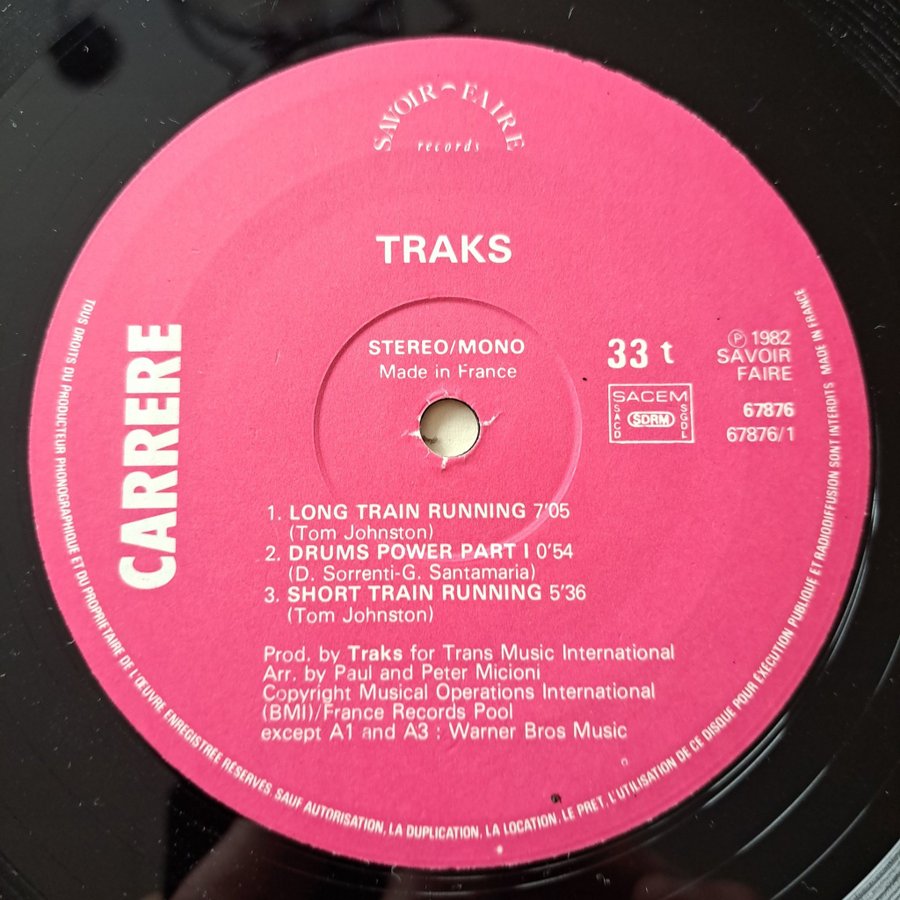 SAVOIR FAIRE
records
TRAKS
CARRERE
STEREO/MONO
Made in France
33 t
℗ 1982
SAVOIR
FAIRE
SACEM
SACD
SDRM
SGDL
67876
67876/1
1. LONG TRAIN RUNNING 7'05
(Tom Johnston)
2. DRUMS POWER PART I 0'54
(D. Sorrenti-G. Santamaria)
3. SHORT TRAIN RUNNING 5'36
(Tom Johnston)
Prod. by Traks for Trans Music International
Arr. by Paul and Peter Micioni
Copyright Musical Operations International
(BMI)/France Records Pool
except A1 and A3 : Warner Bros Music
TOUS DROITS DU PRODUCTEUR PHONOGRAPHIQUE ET DU PROPRIETAIRE DE L'ŒUVRE ENREGISTRÉE RÉSERVÉS. SAUF AUTORISATION, LA DUPLICATION, LA LOCATION, LE PRET, L'UTILISATION DE CE DISQUE POUR EXECUTION PUBLIQUE ET RADIODIFFUSION SONT INTERDITS MADE IN FRANCE